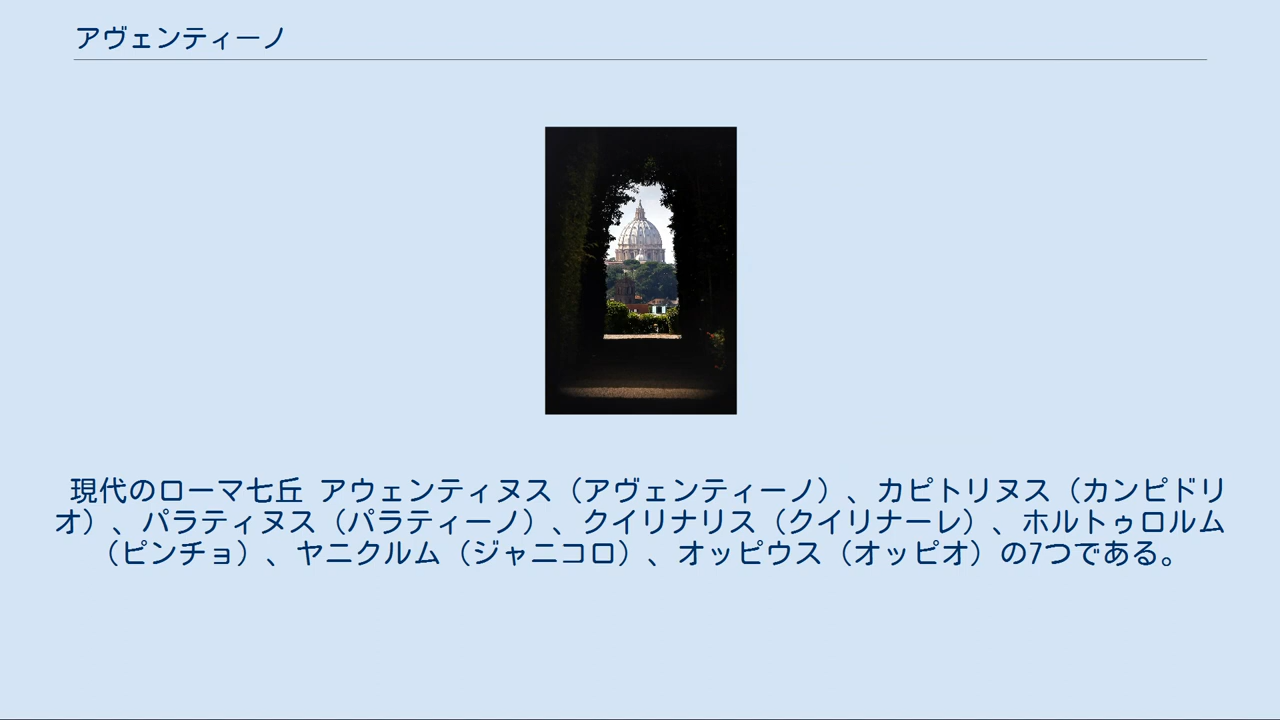 アヴェンティーノ
現代のローマ七丘 アウェンティヌス（アヴェンティーノ）、カピトリヌス（カンピドリ
オ）、パラティヌス（パラティーノ）、クイリナリス（クイリナーレ）、ホルトゥロルム
（ピンチョ）、ヤニクルム（ジャニコロ）、オッピウス（オッピオ）の7つである。